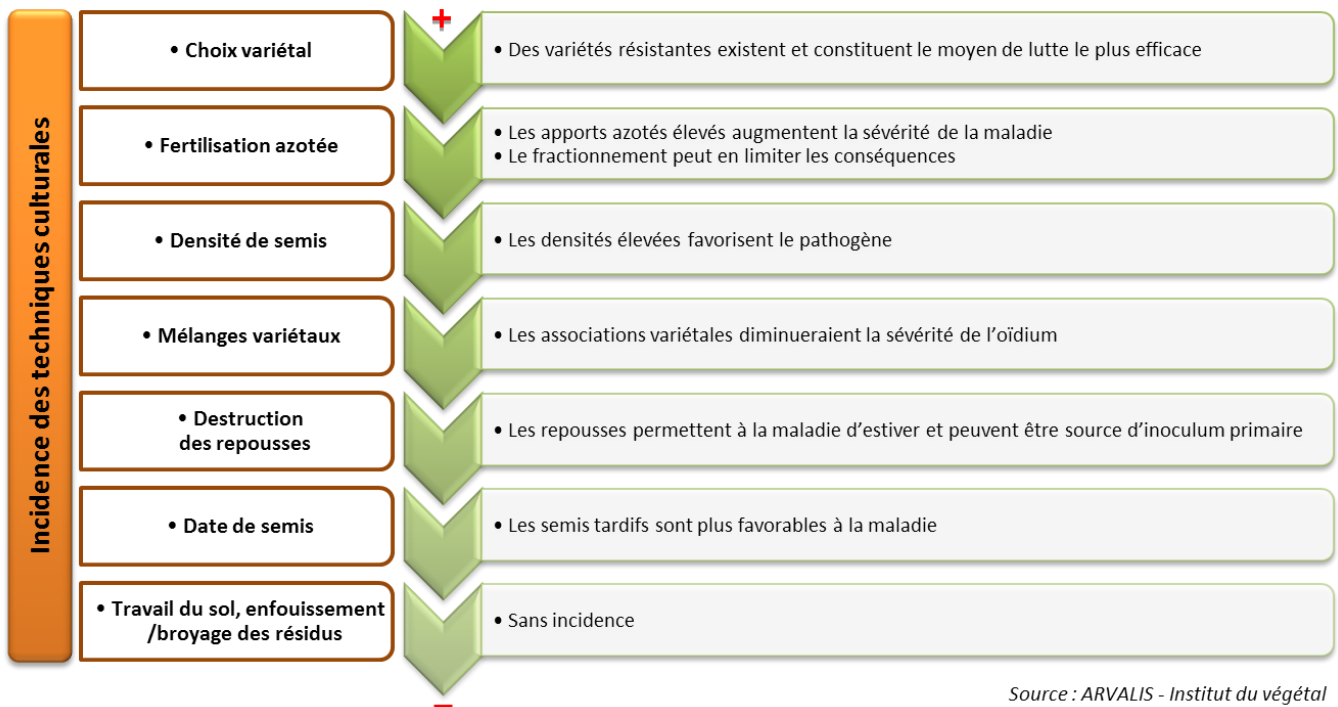 Incidence des techniques culturales
+
• Choix variétal
• Des variétés résistantes existent et constituent le moyen de lutte le plus efficace
• Fertilisation azotée
• Les apports azotés élevés augmentent la sévérité de la maladie
• Le fractionnement peut en limiter les conséquences
• Densité de semis
• Les densités élevées favorisent le pathogène
• Mélanges variétaux
• Les associations variétales diminueraient la sévérité de l’oïdium
• Destruction
des repousses
• Les repousses permettent à la maladie d’estiver et peuvent être source d’inoculum primaire
• Date de semis
• Les semis tardifs sont plus favorables à la maladie
• Travail du sol, enfouissement
/broyage des résidus
• Sans incidence
–
Source : ARVALIS - Institut du végétal